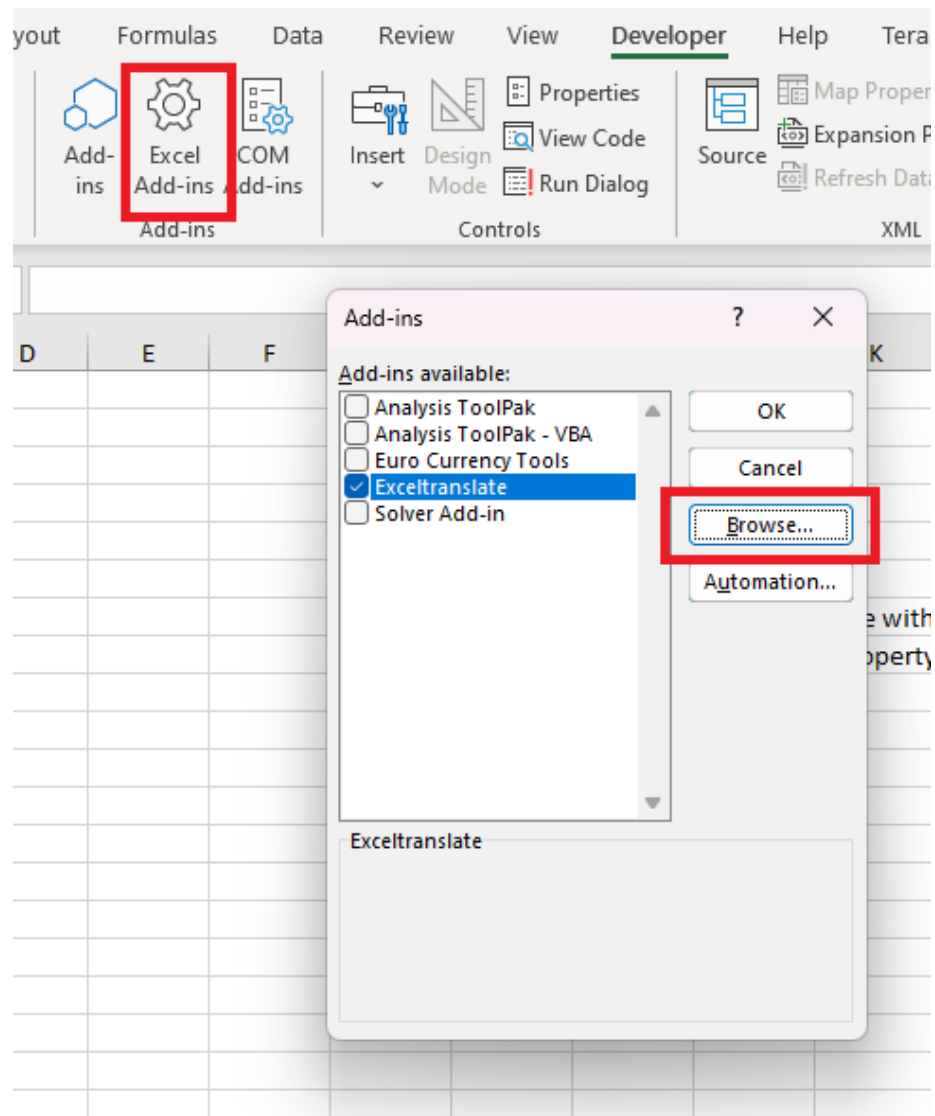 yout Formulas Data Review View Developer Help Tera
Add-
ins
Excel
Add-ins
COM
Add-ins
Add-ins
Insert
Design
Mode
Properties
View Code
Run Dialog
Controls
Source
Map Proper
Expansion P
Refresh Data
XML
D E F K
Add-ins ?
Add-ins available:
Analysis ToolPak
Analysis ToolPak - VBA
Euro Currency Tools
Exceltranslate
Solver Add-in
OK
Cancel
Browse...
Automation...
e with
operty
Exceltranslate